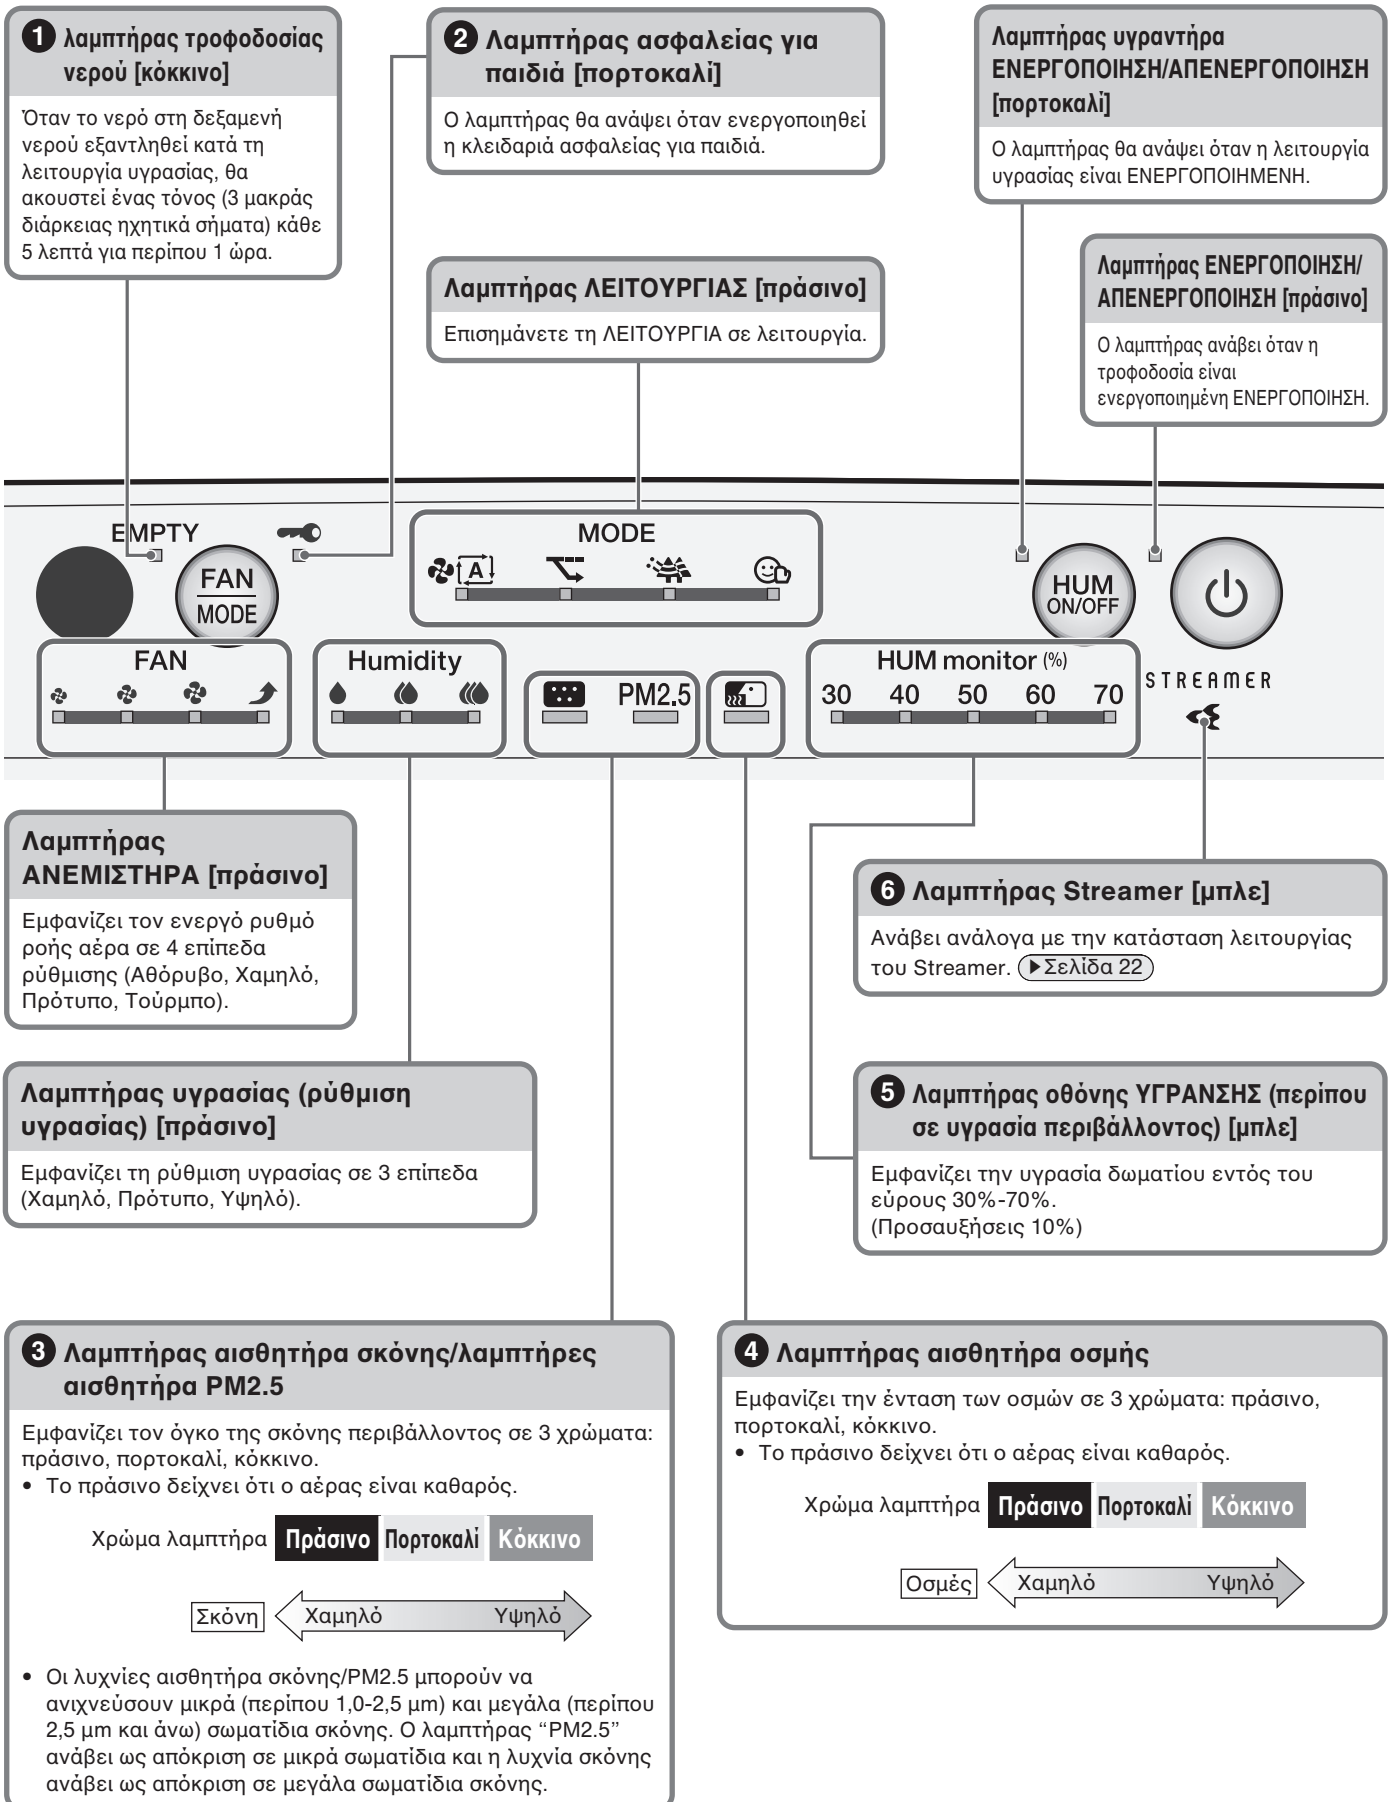 1 λαμπτήρας τροφοδοσίας
νερού [κόκκινο]
Όταν το νερό στη δεξαμενή
νερού εξαντληθεί κατά τη
λειτουργία υγρασίας, θα
ακουστεί ένας τόνος (3 μακράς
διάρκειας ηχητικά σήματα) κάθε
5 λεπτά για περίπου 1 ώρα.
2 Λαμπτήρας ασφαλείας για
παιδιά [πορτοκαλί]
Ο λαμπτήρας θα ανάψει όταν ενεργοποιηθεί
η κλειδαριά ασφαλείας για παιδιά.
Λαμπτήρας υγραντήρα
ΕΝΕΡΓΟΠΟΙΗΣΗ/ΑΠΕΝΕΡΓΟΠΟΙΗΣΗ
[πορτοκαλί]
Ο λαμπτήρας θα ανάψει όταν η λειτουργία
υγρασίας είναι ΕΝΕΡΓΟΠΟΙΗΜΕΝΗ.
Λαμπτήρας ΛΕΙΤΟΥΡΓΙΑΣ [πράσινο]
Επισημάνετε τη ΛΕΙΤΟΥΡΓΙΑ σε λειτουργία.
Λαμπτήρας ΕΝΕΡΓΟΠΟΙΗΣΗ/
ΑΠΕΝΕΡΓΟΠΟΙΗΣΗ [πράσινο]
Ο λαμπτήρας ανάβει όταν η
τροφοδοσία είναι
ενεργοποιημένη ΕΝΕΡΓΟΠΟΙΗΣΗ.
EMPTY
FAN
MODE
MODE
A
HUM
ON/OFF
FAN
Humidity
PM2.5
HUM monitor (%)
30 40 50 60 70
STREAMER
Λαμπτήρας
ΑΝΕΜΙΣΤΗΡΑ [πράσινο]
Εμφανίζει τον ενεργό ρυθμό
ροής αέρα σε 4 επίπεδα
ρύθμισης (Αθόρυβο, Χαμηλό,
Πρότυπο, Τούρμπο).
6 Λαμπτήρας Streamer [μπλε]
Ανάβει ανάλογα με την κατάσταση λειτουργίας
του Streamer. ▶Σελίδα 22
Λαμπτήρας υγρασίας (ρύθμιση
υγρασίας) [πράσινο]
Εμφανίζει τη ρύθμιση υγρασίας σε 3 επίπεδα
(Χαμηλό, Πρότυπο, Υψηλό).
5 Λαμπτήρας οθόνης ΥΓΡΑΝΣΗΣ (περίπου
σε υγρασία περιβάλλοντος) [μπλε]
Εμφανίζει την υγρασία δωματίου εντός του
εύρους 30%-70%.
(Προσαυξήσεις 10%)
3 Λαμπτήρας αισθητήρα σκόνης/λαμπτήρες
αισθητήρα PM2.5
Εμφανίζει τον όγκο της σκόνης περιβάλλοντος σε 3 χρώματα:
πράσινο, πορτοκαλί, κόκκινο.
• Το πράσινο δείχνει ότι ο αέρας είναι καθαρός.
Χρώμα λαμπτήρα Πράσινο Πορτοκαλί Κόκκινο
Σκόνη Χαμηλό Υψηλό
• Οι λυχνίες αισθητήρα σκόνης/PM2.5 μπορούν να
ανιχνεύσουν μικρά (περίπου 1,0-2,5 μm) και μεγάλα (περίπου
2,5 μm και άνω) σωματίδια σκόνης. Ο λαμπτήρας “PM2.5”
ανάβει ως απόκριση σε μικρά σωματίδια και η λυχνία σκόνης
ανάβει ως απόκριση σε μεγάλα σωματίδια σκόνης.
4 Λαμπτήρας αισθητήρα οσμής
Εμφανίζει την ένταση των οσμών σε 3 χρώματα: πράσινο,
πορτοκαλί, κόκκινο.
• Το πράσινο δείχνει ότι ο αέρας είναι καθαρός.
Χρώμα λαμπτήρα Πράσινο Πορτοκαλί Κόκκινο
Οσμές Χαμηλό Υψηλό